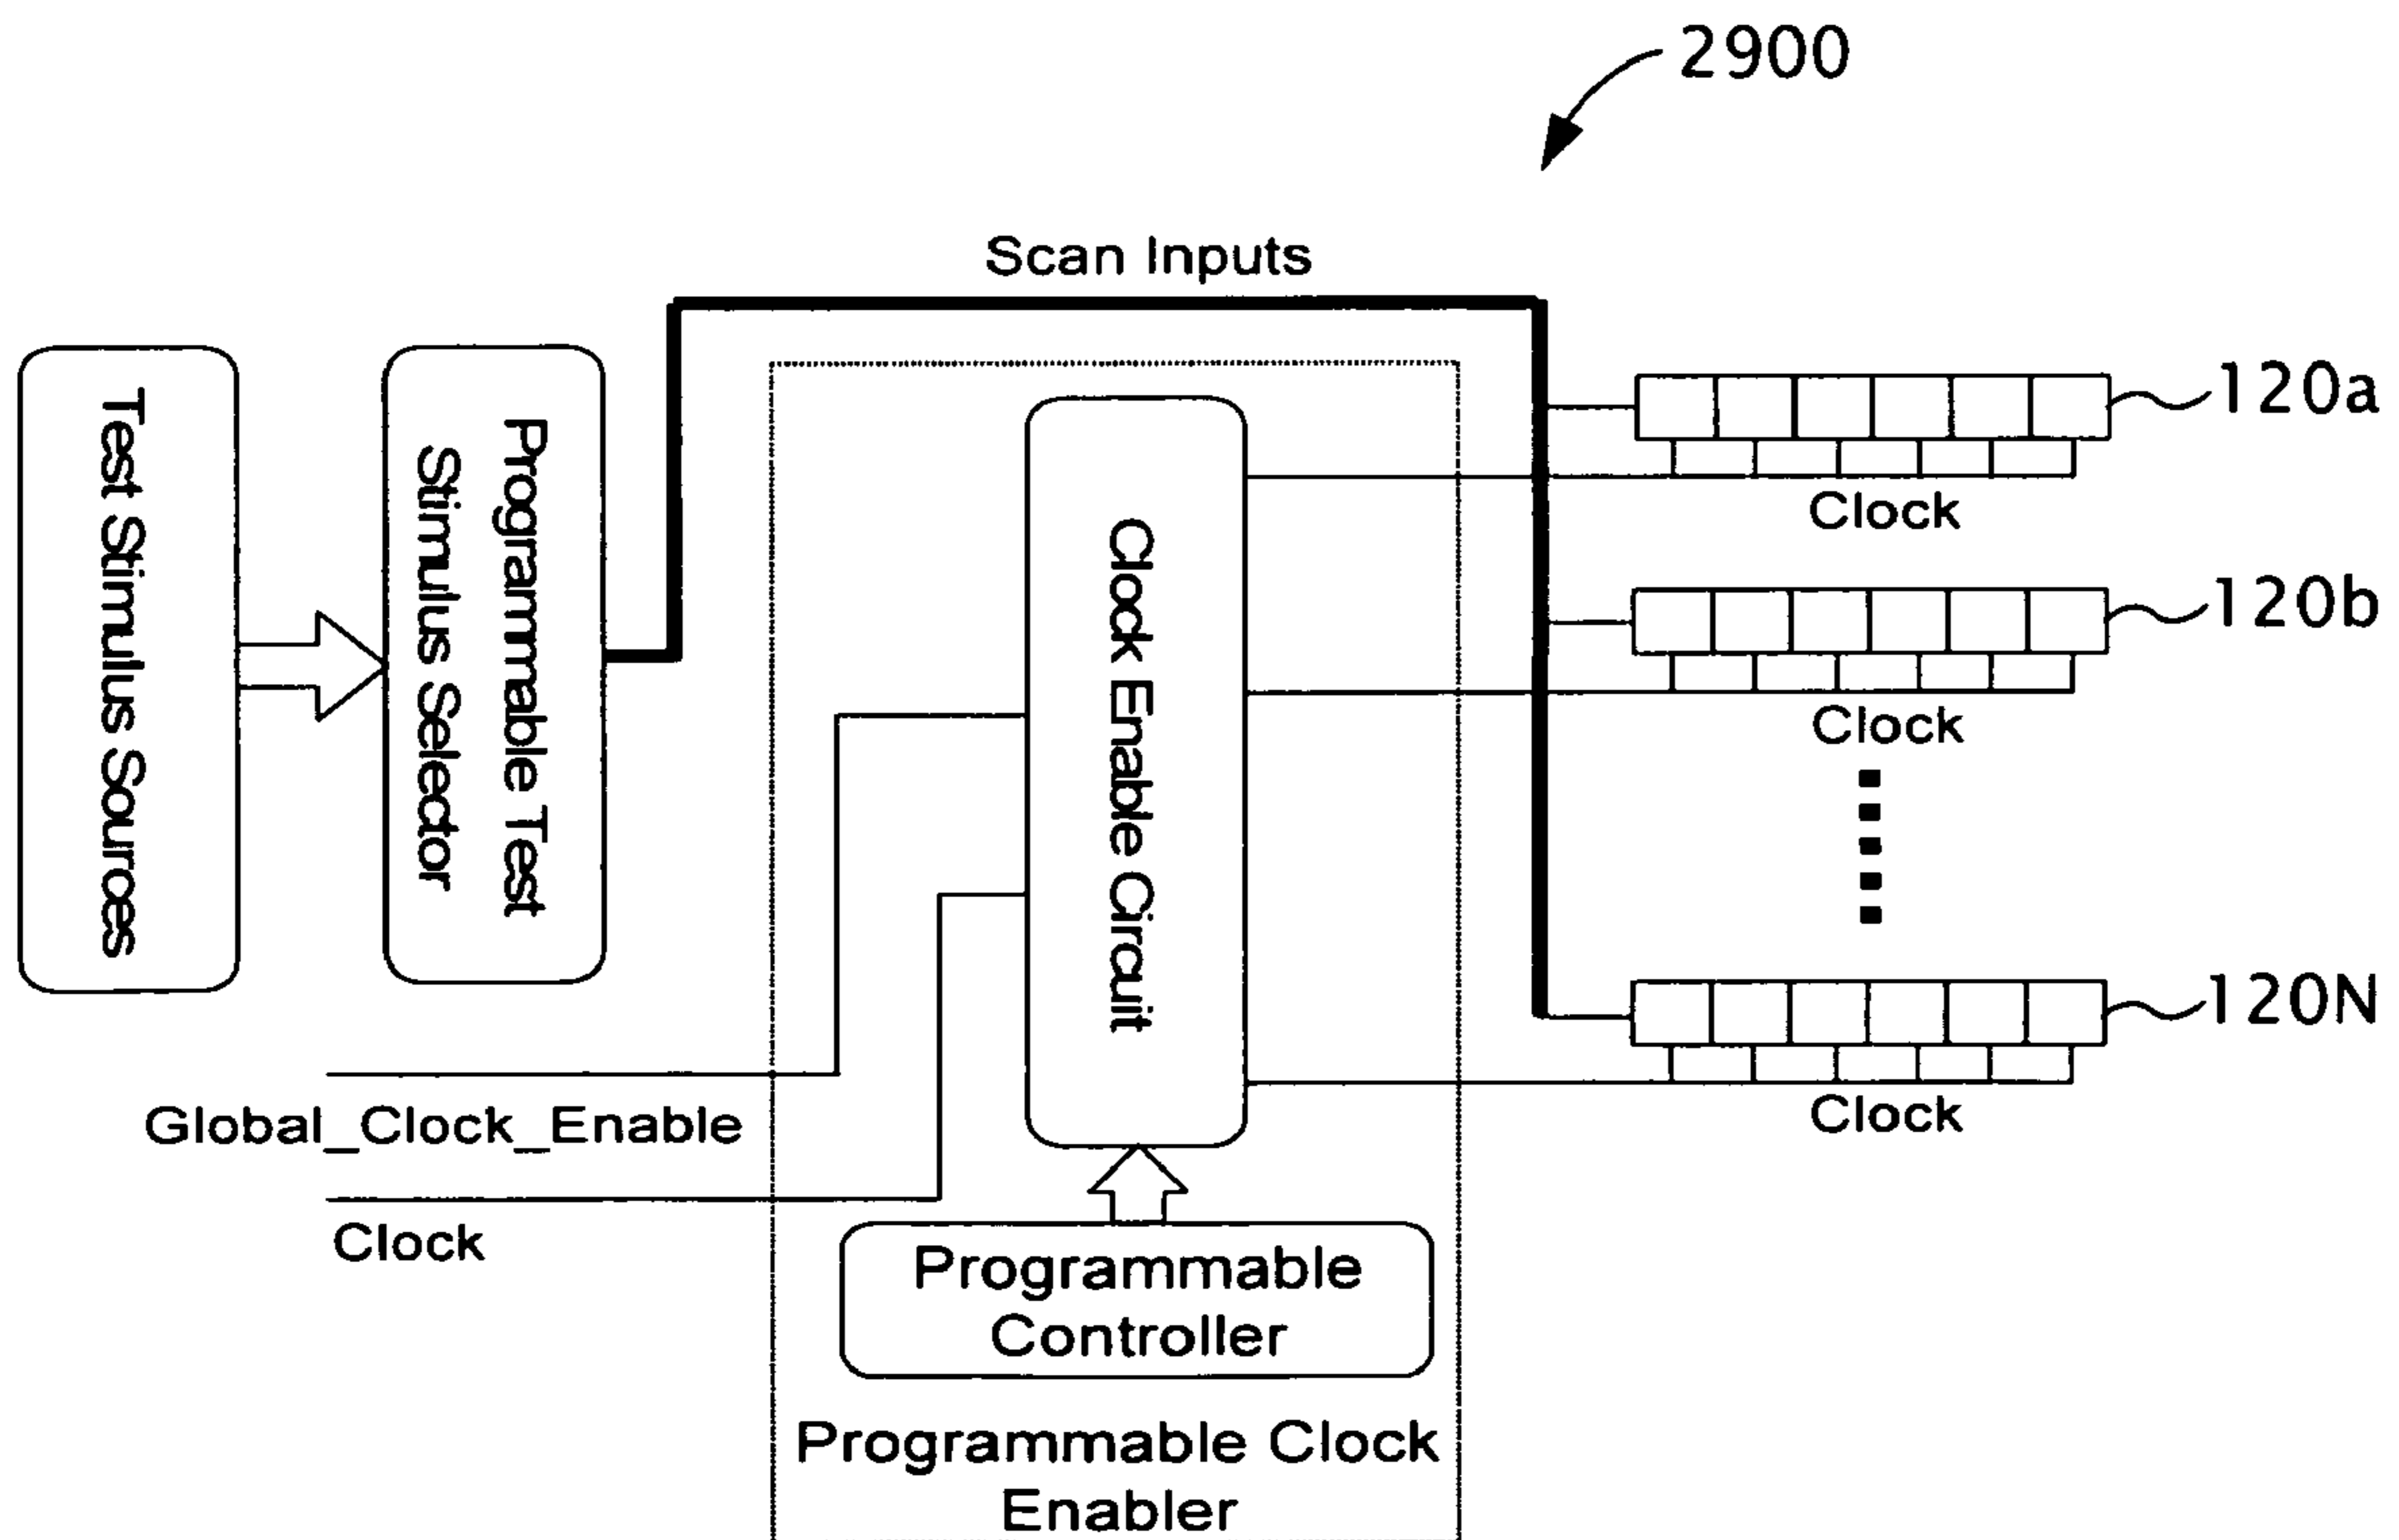 2900
Scan Inputs
Test Stimulus Sources
Programmable Test
Stimulus Selector
Clock Enable Circuit
120a
Clock
120b
Clock
120N
Clock
Global_Clock_Enable
Clock
Programmable
Controller
Programmable Clock
Enabler